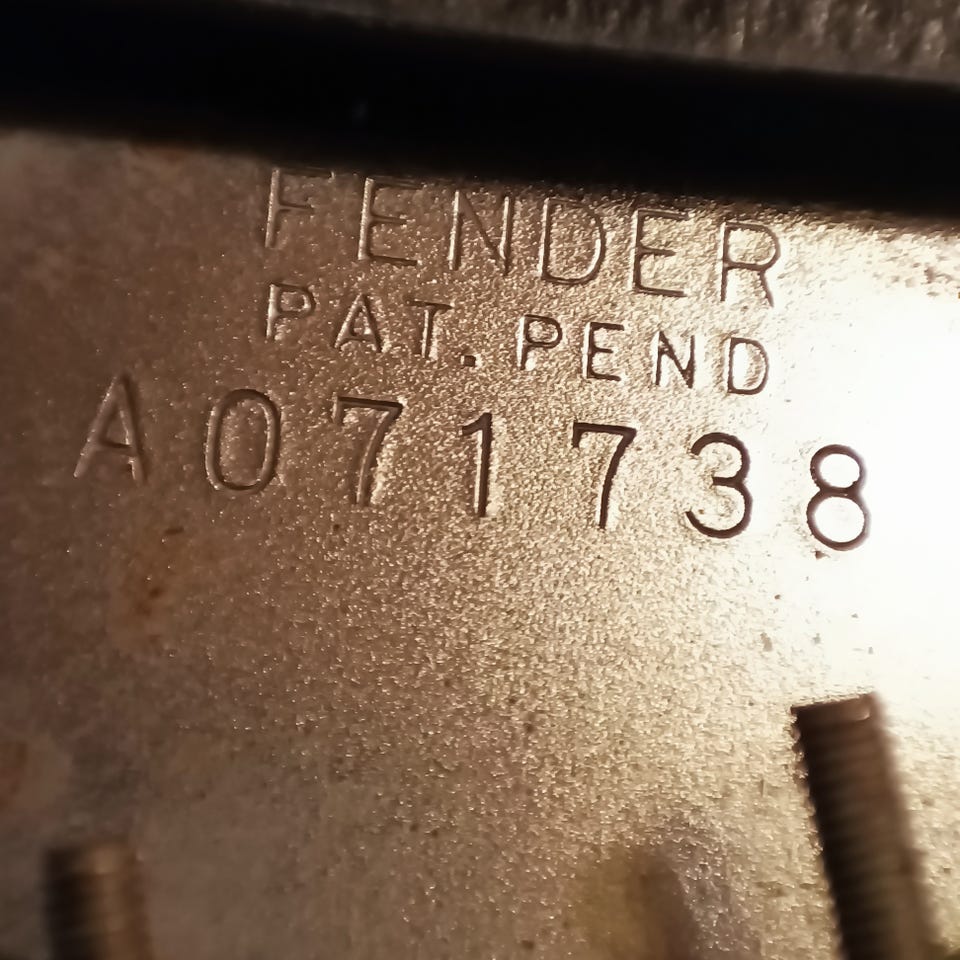 FENDER
PAT. PEND
A071738